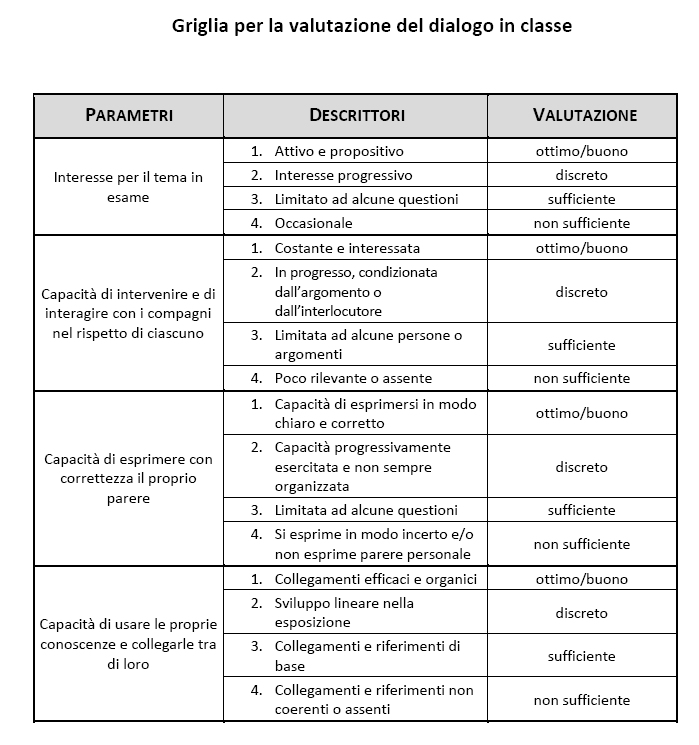 Griglia per la valutazione del dialogo in classe
PARAMETRI DESCRITTORI VALUTAZIONE
Interesse per il tema in
esame
1. Attivo e propositivo ottimo/buono
2. Interesse progressivo discreto
3. Limitato ad alcune questioni sufficiente
4. Occasionale non sufficiente
Capacità di intervenire e di
interagire con i compagni
nel rispetto di ciascuno
1. Costante e interessata ottimo/buono
2. In progresso, condizionata
dall'argomento o
dall'interlocutore
discreto
3. Limitata ad alcune persone o
argomenti
sufficiente
4. Poco rilevante o assente non sufficiente
Capacità di esprimere con
correttezza il proprio
parere
1. Capacità di esprimersi in modo
chiaro e corretto
ottimo/buono
2. Capacità progressivamente
esercitata e non sempre
organizzata
discreto
3. Limitata ad alcune questioni sufficiente
4. Si esprime in modo incerto e/o
non esprime parere personale
non sufficiente
Capacità di usare le proprie
conoscenze e collegarle tra
di loro
1. Collegamenti efficaci e organici ottimo/buono
2. Sviluppo lineare nella
esposizione
discreto
3. Collegamenti e riferimenti di
base
sufficiente
4. Collegamenti e riferimenti non
coerenti o assenti
non sufficiente